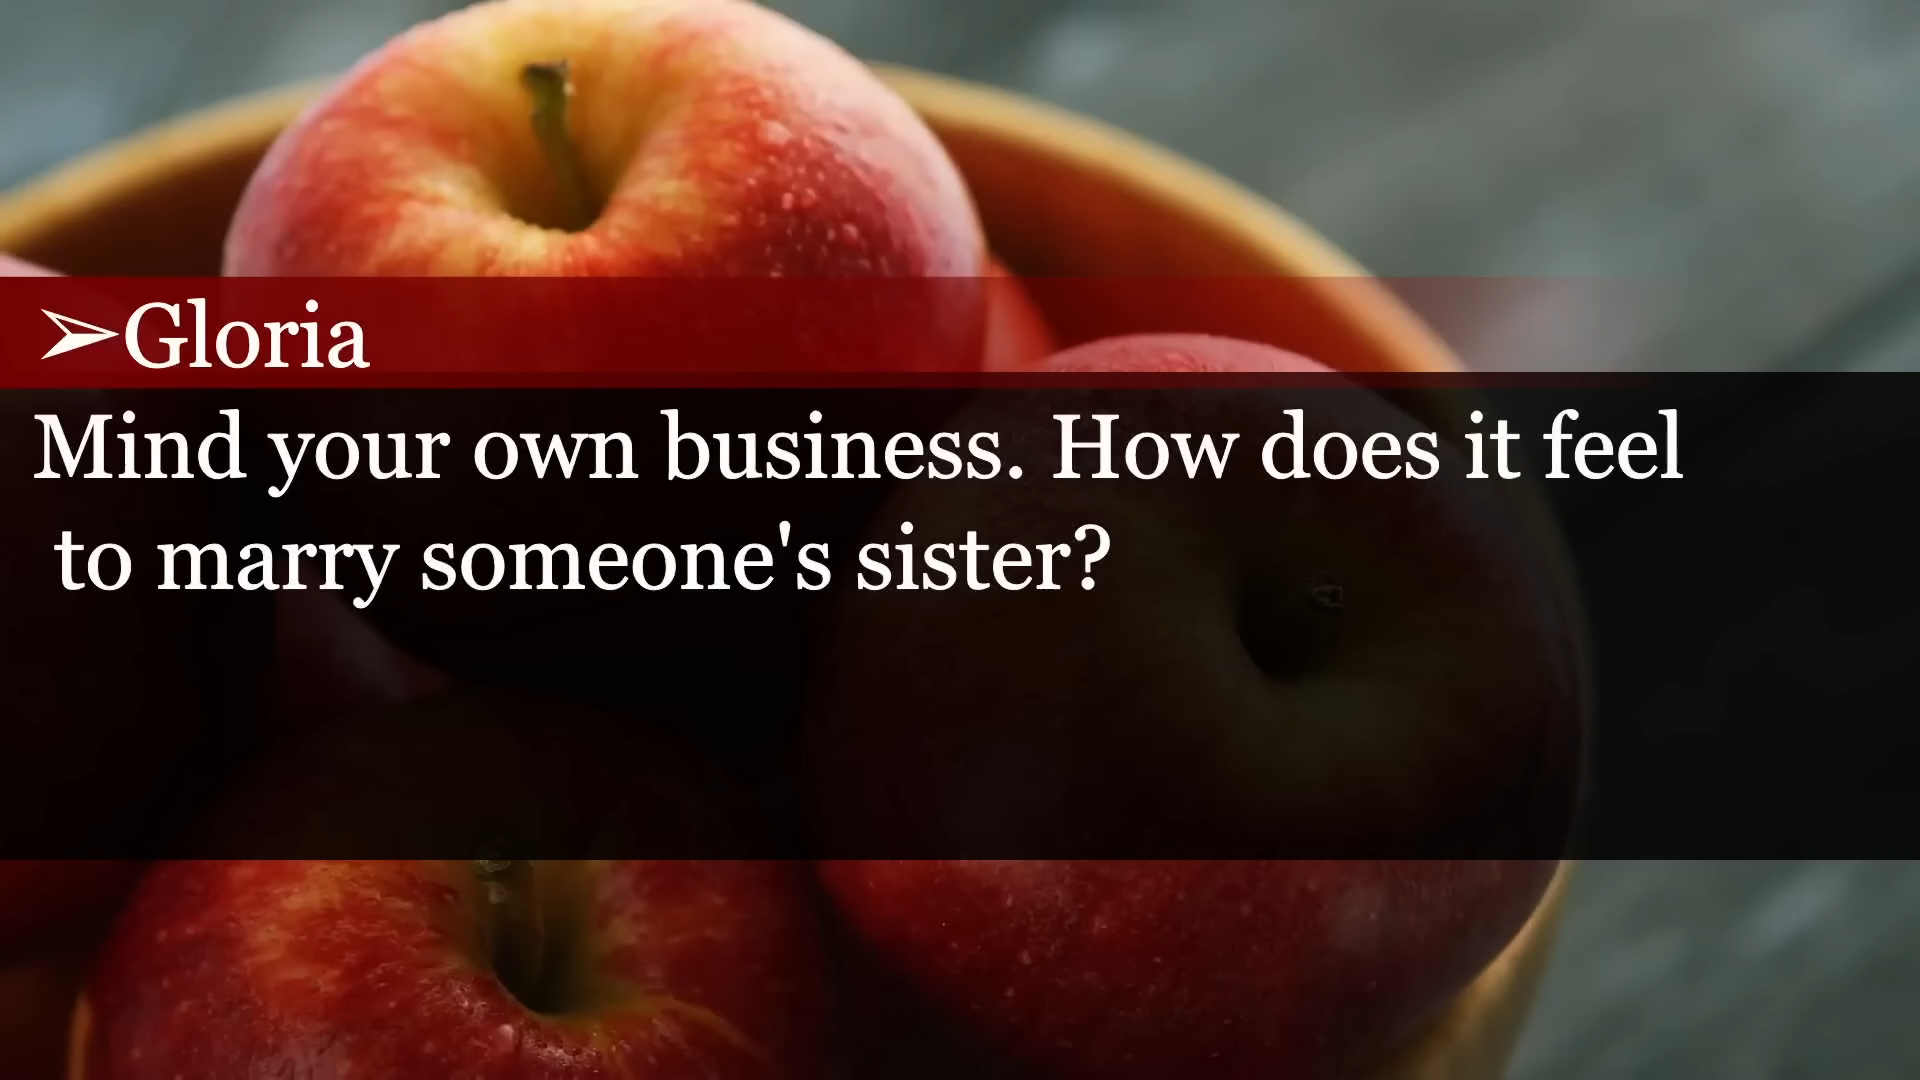 ➢Gloria
Mind your own business. How does it feel
to marry someone's sister?